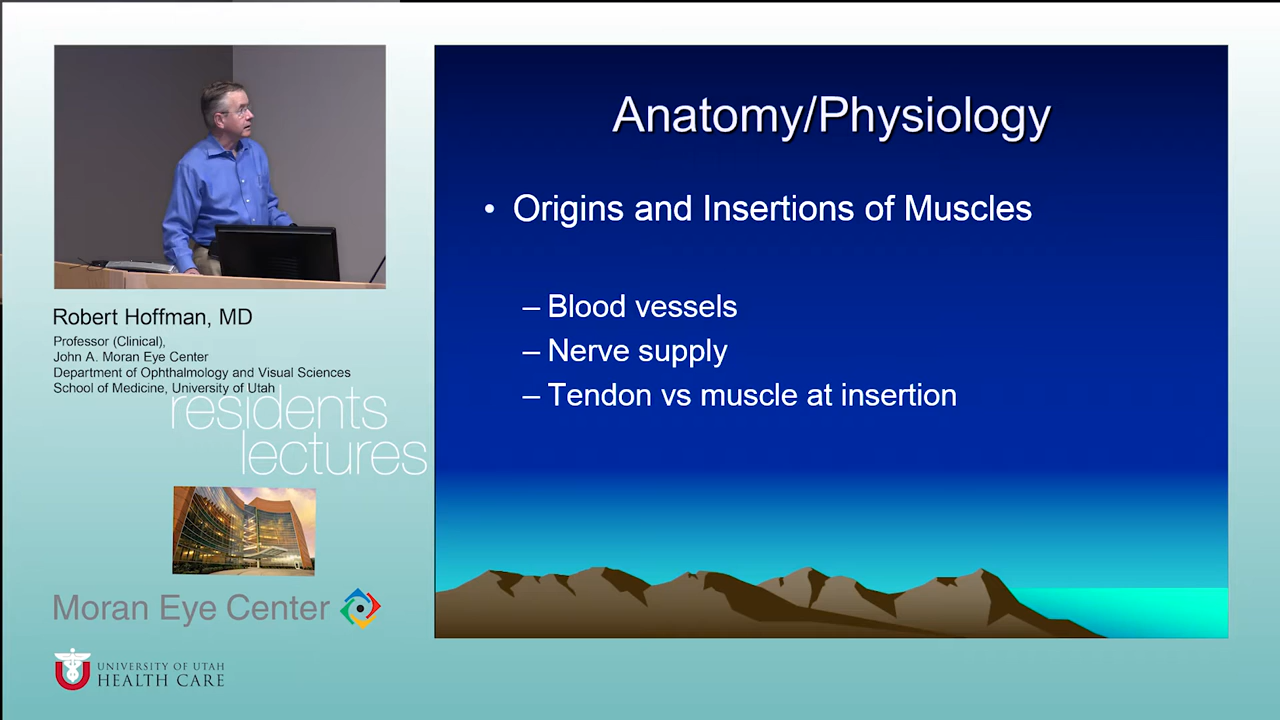 Anatomy/Physiology
• Origins and Insertions of Muscles
– Blood vessels
– Nerve supply
– Tendon vs muscle at insertion
Robert Hoffman, MD
Professor (Clinical),
John A. Moran Eye Center
Department of Ophthalmology and Visual Sciences
School of Medicine, University of Utah
residents
lectures
Moran Eye Center
U
UNIVERSITY OF UTAH
HEALTH CARE